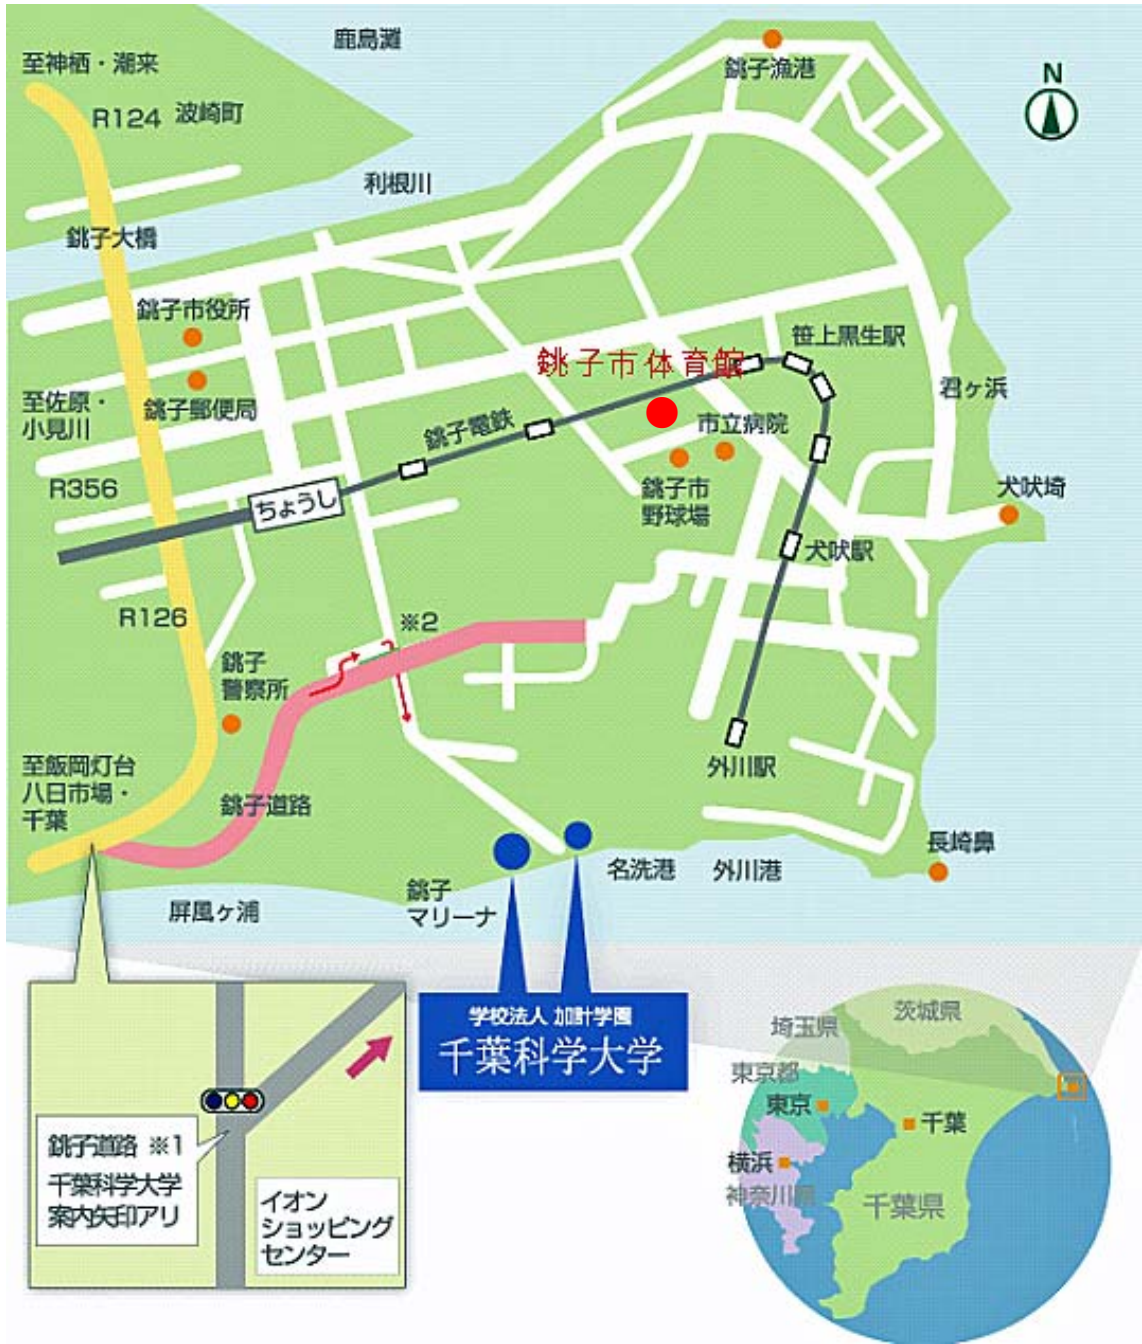 鹿島灘
至神栖・潮来
銚子漁港
N
R124
波崎町
利根川
銚子大橋
銚子市役所
笹上黒生駅
銚子市体育館
至佐原・
小見川
銚子郵便局
君ヶ浜
銚子電鉄
市立病院
R356
ちょうし
銚子市
野球場
犬吠埼
犬吠駅
R126
※2
銚子
警察所
至飯岡灯台
八日市場・
千葉
外川駅
銚子道路
長崎鼻
名洗港
外川港
銚子
マリーナ
屏風ヶ浦
学校法人 加計学園
千葉科学大学
茨城県
埼玉県
東京都
東京
千葉
横浜
神奈川県
千葉県
銚子道路 ※1
千葉科学大学
案内矢印アリ
イオン
ショッピング
センター